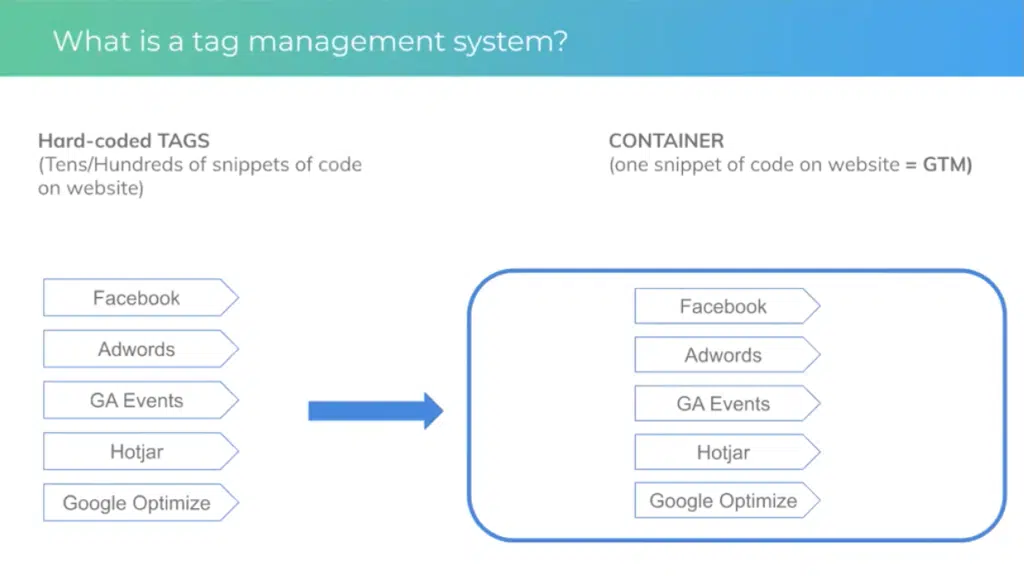 What is a tag management system?
Hard-coded TAGS
(Tens/Hundreds of snippets of code
on website)
CONTAINER
(one snippet of code on website = GTM)
Facebook
Adwords
GA Events
Hotjar
Google Optimize
Facebook
Adwords
GA Events
Hotjar
Google Optimize